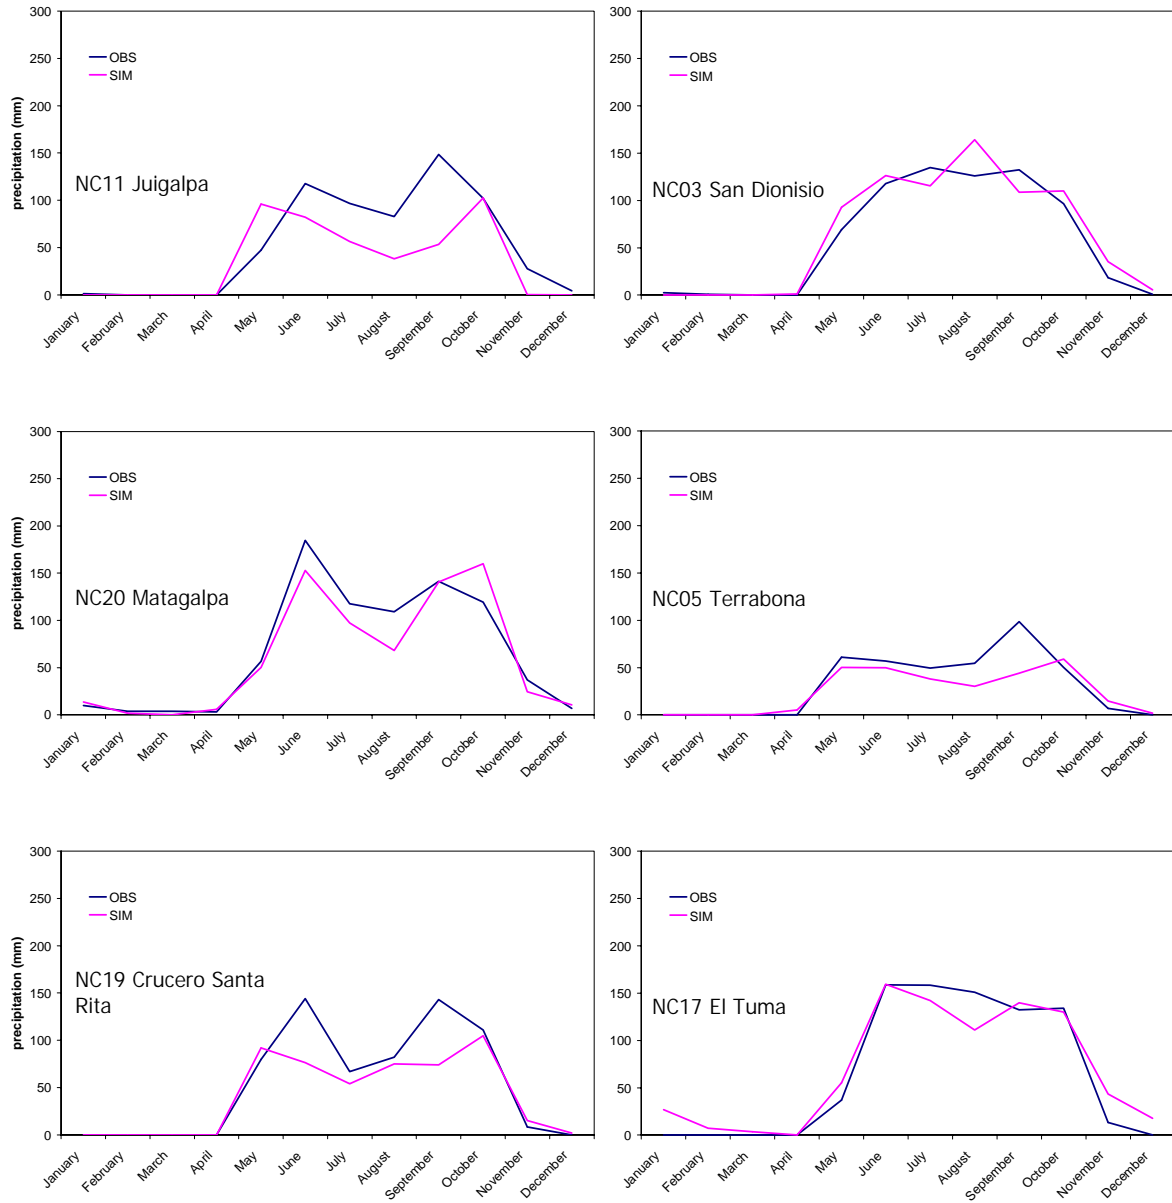 300
250
200
150
100
50
0
precipitation (mm)
OBS
SIM
NC11 Juigalpa
January
February
March
April
May
June
July
August
September
October
November
December
300
250
200
150
100
50
0
OBS
SIM
NC03 San Dionisio
January
February
March
April
May
June
July
August
September
October
November
December
300
250
200
150
100
50
0
precipitation (mm)
OBS
SIM
NC20 Matagalpa
January
February
March
April
May
June
July
August
September
October
November
December
300
250
200
150
100
50
0
OBS
SIM
NC05 Terrabona
January
February
March
April
May
June
July
August
September
October
November
December
300
250
200
150
100
50
0
precipitation (mm)
OBS
SIM
NC19 Crucero Santa
Rita
January
February
March
April
May
June
July
August
September
October
November
December
300
250
200
150
100
50
0
OBS
SIM
NC17 El Tuma
January
February
March
April
May
June
July
August
September
October
November
December